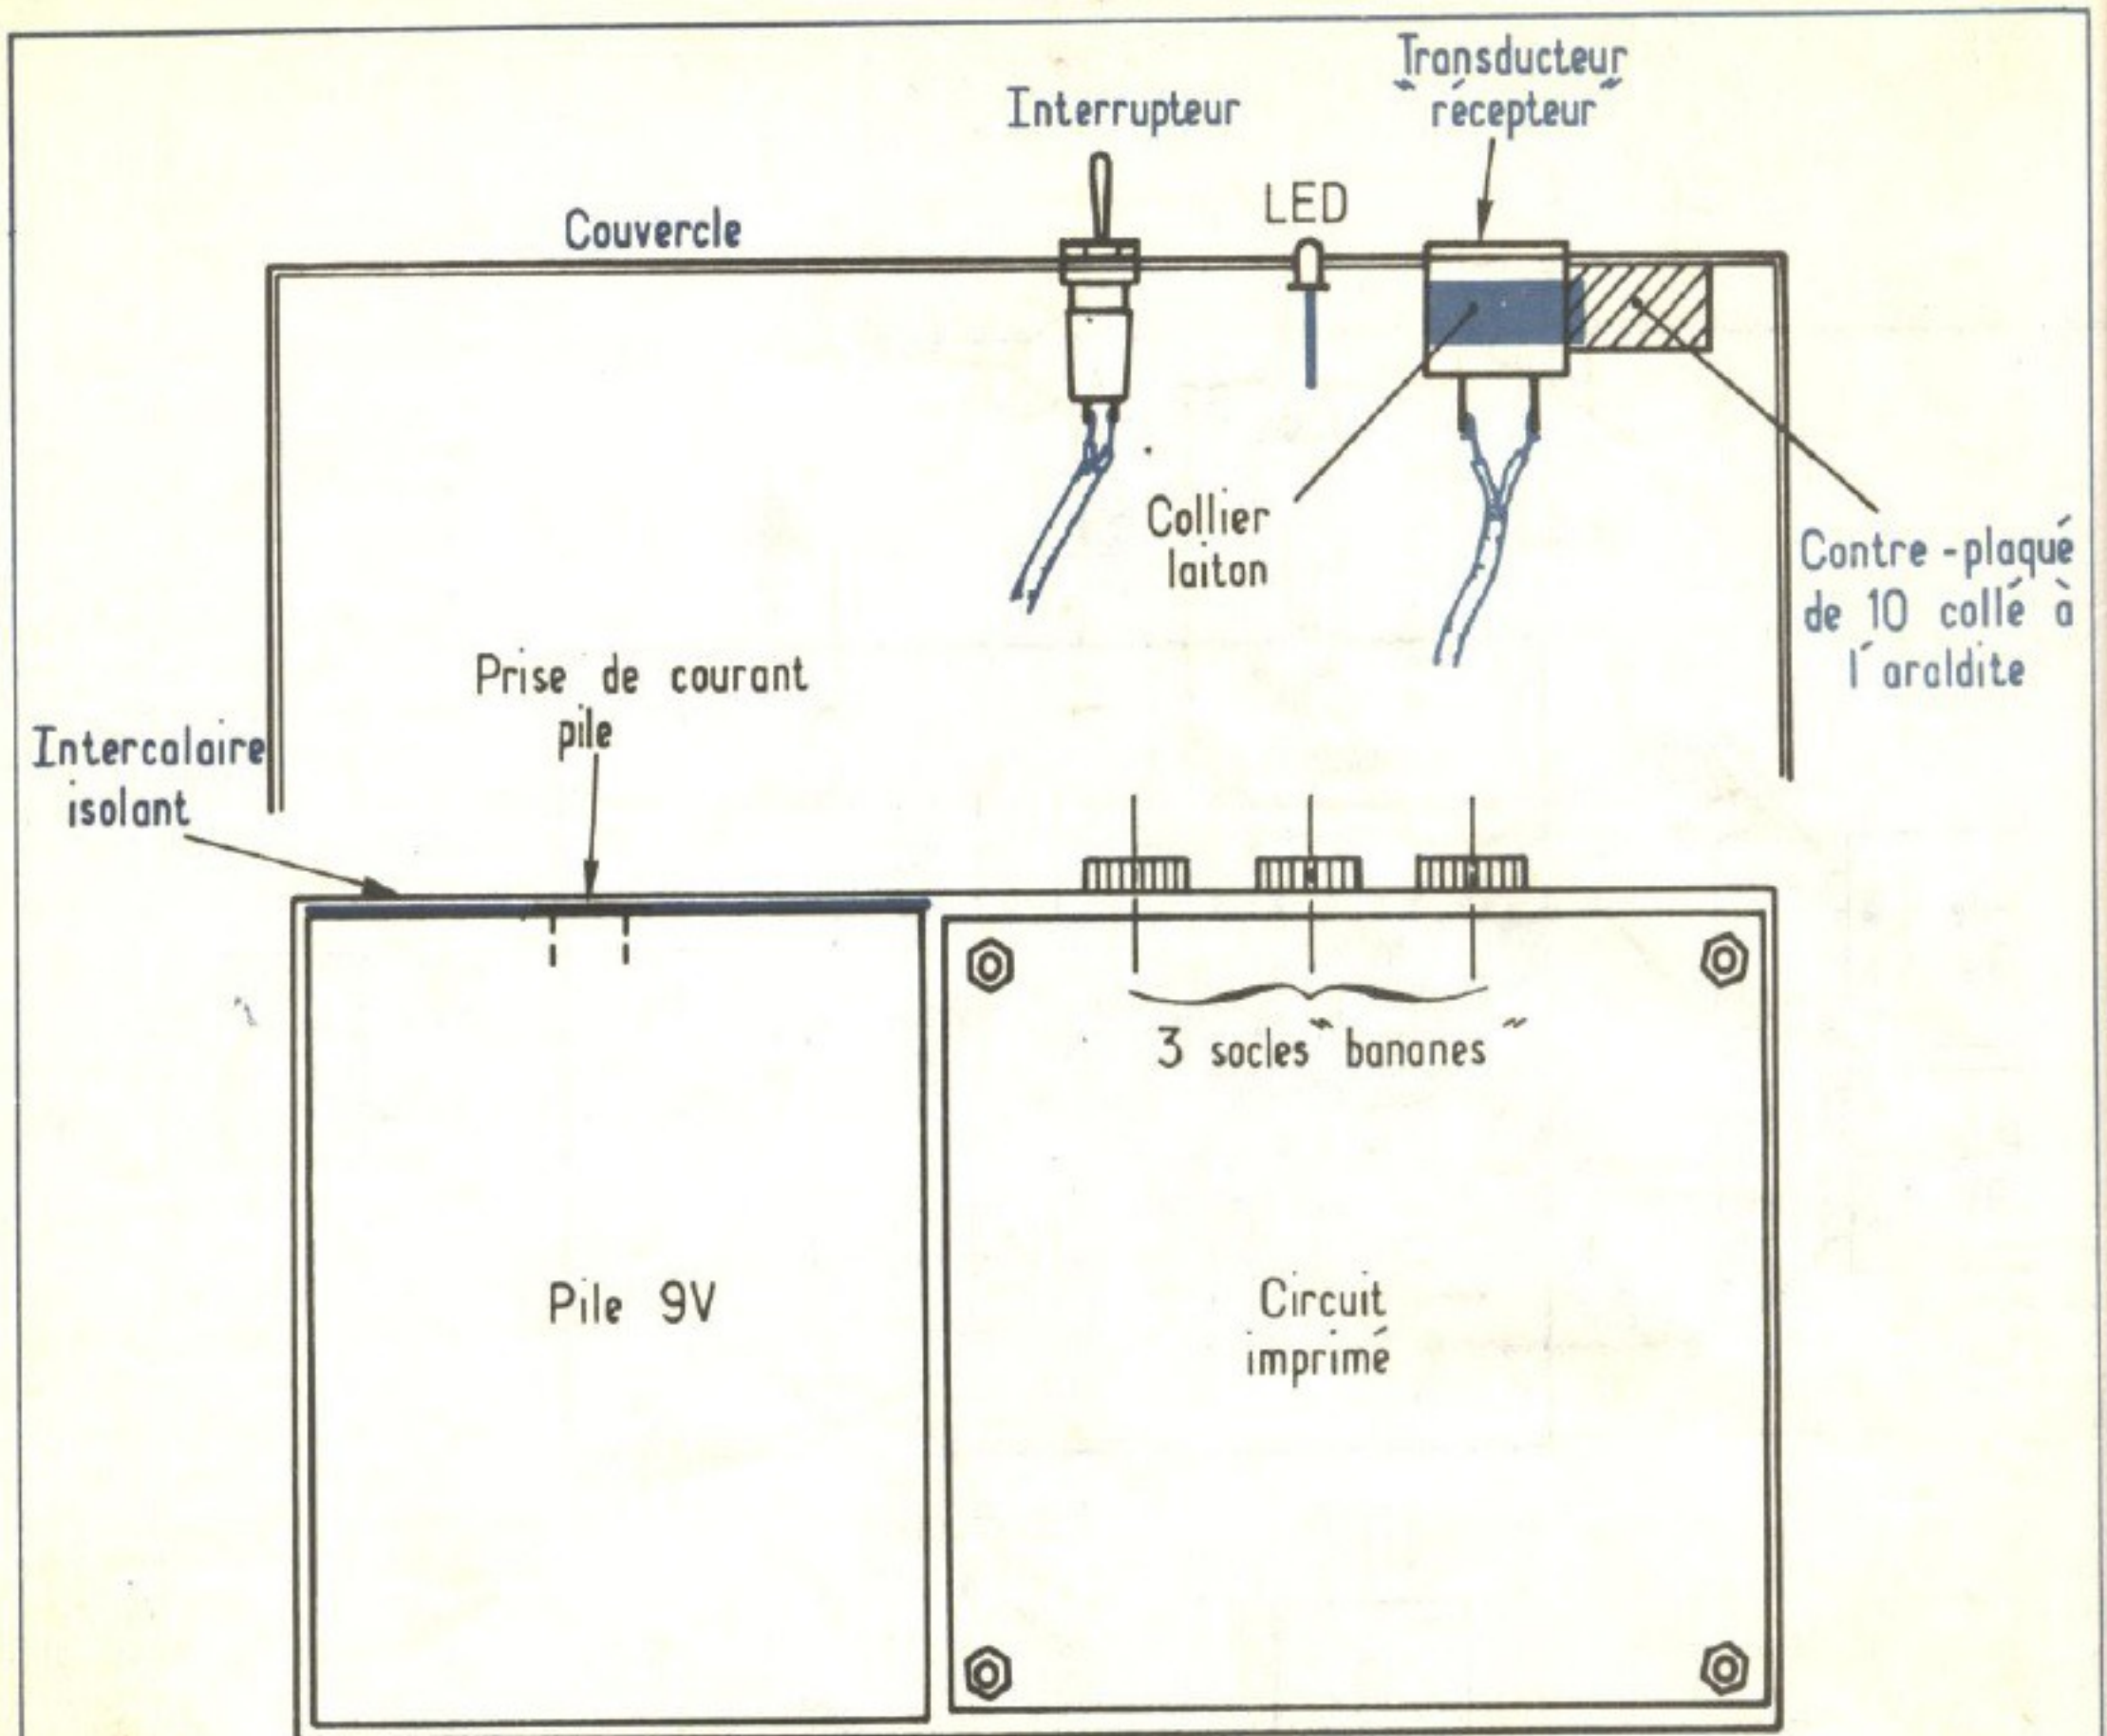 Transducteur
"récepteur"
Interrupteur
LED
Couvercle
Collier
laiton
Contre-plaqué
de 10 collé à
l'araldite
Prise de courant
pile
Intercalaire
isolant
3 socles "bananes"
Pile 9V
Circuit
imprimé